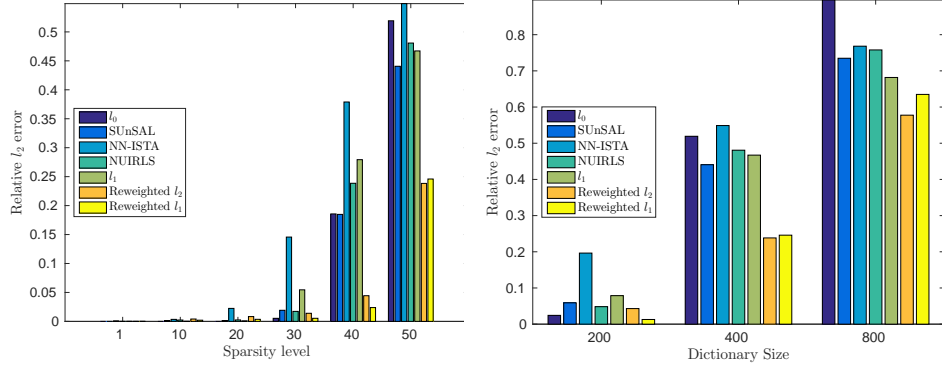 0.5
0.45
0.4
0.35
0.3
0.25
0.2
0.15
0.1
0.05
0
Relative l₂ error
l₀
SUnSAL
NN-ISTA
NUIRLS
l₁
Reweighted l₂
Reweighted l₁
1 10 20 30 40 50
Sparsity level
0.8
0.7
0.6
0.5
0.4
0.3
0.2
0.1
0
Relative l₂ error
l₀
SUnSAL
NN-ISTA
NUIRLS
l₁
Reweighted l₂
Reweighted l₁
200 400 800
Dictionary Size